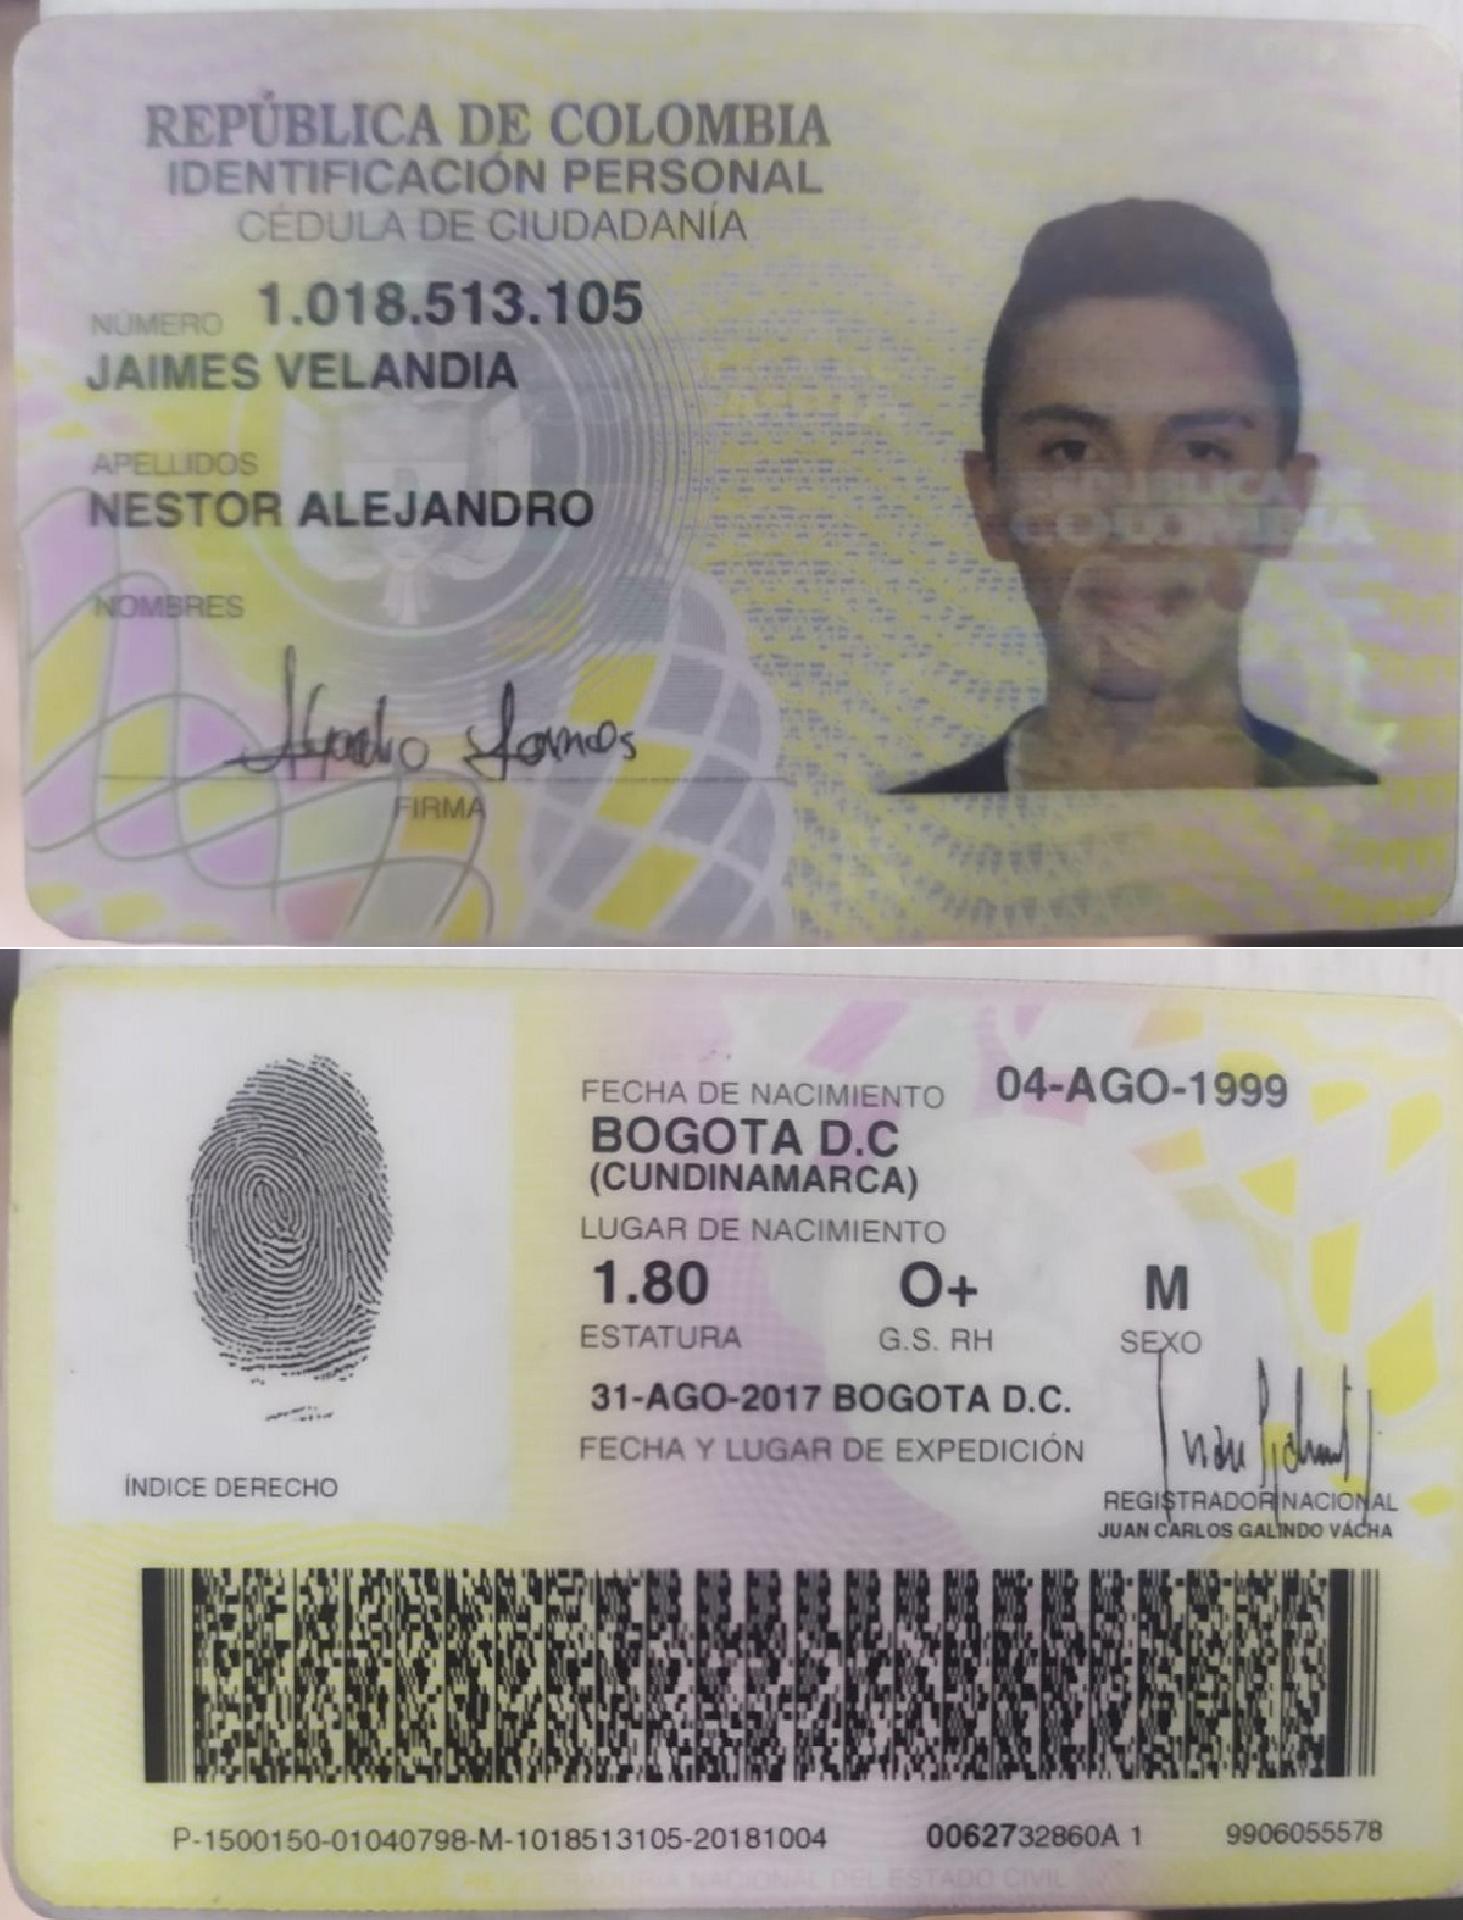 REPÚBLICA DE COLOMBIA
IDENTIFICACIÓN PERSONAL
CÉDULA DE CIUDADANÍA
NÚMERO 1.018.513.105
JAIMES VELANDIA
APELLIDOS
NESTOR ALEJANDRO
NOMBRES
FIRMA
REPÚBLICA DE
COLOMBIA
FECHA DE NACIMIENTO 04-AGO-1999
BOGOTA D.C
(CUNDINAMARCA)
LUGAR DE NACIMIENTO
1.80 O+ M
ESTATURA G.S. RH SEXO
31-AGO-2017 BOGOTA D.C.
FECHA Y LUGAR DE EXPEDICIÓN
ÍNDICE DERECHO
REGISTRADOR NACIONAL
JUAN CARLOS GALINDO VÁCHA
P-1500150-01040798-M-1018513105-20181004 0062732860A 1 9906055578
REGISTRADURIA NACIONAL DEL ESTADO CIVIL